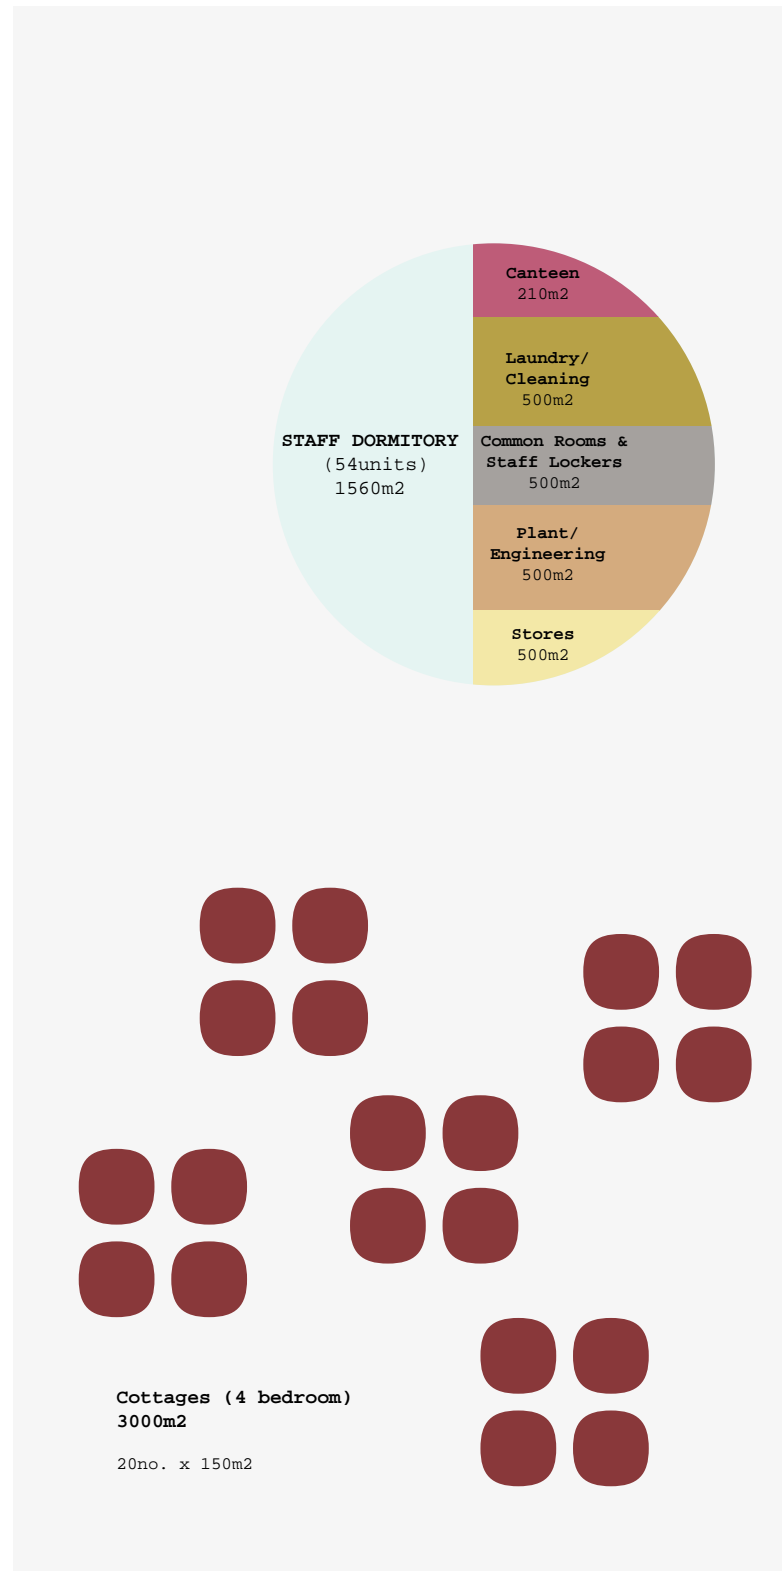 Canteen
210m2
Laundry/
Cleaning
500m2
STAFF DORMITORY
(54units)
1560m2
Common Rooms &
Staff Lockers
500m2
Plant/
Engineering
500m2
Stores
500m2
Cottages (4 bedroom)
3000m2
20no. x 150m2